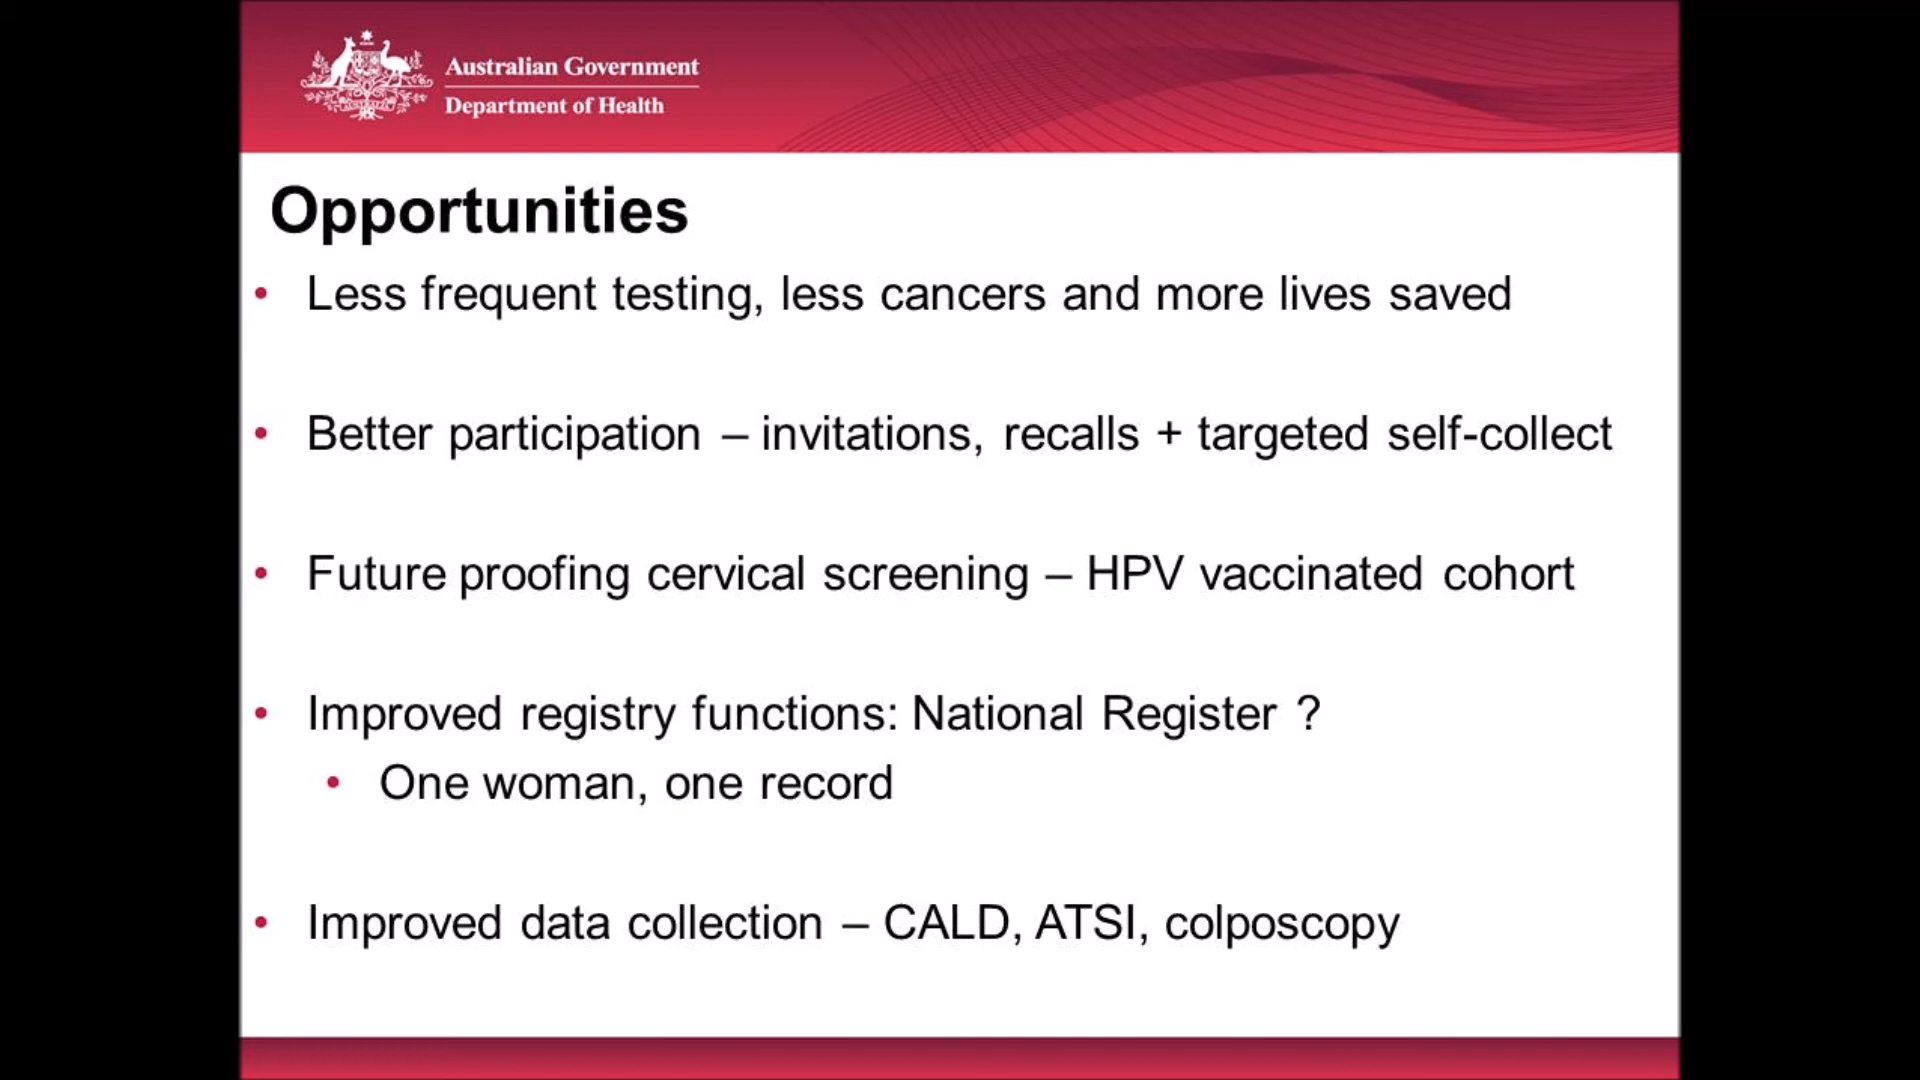 Australian Government
Department of Health
Opportunities
• Less frequent testing, less cancers and more lives saved
• Better participation – invitations, recalls + targeted self-collect
• Future proofing cervical screening – HPV vaccinated cohort
• Improved registry functions: National Register ?
• One woman, one record
• Improved data collection – CALD, ATSI, colposcopy